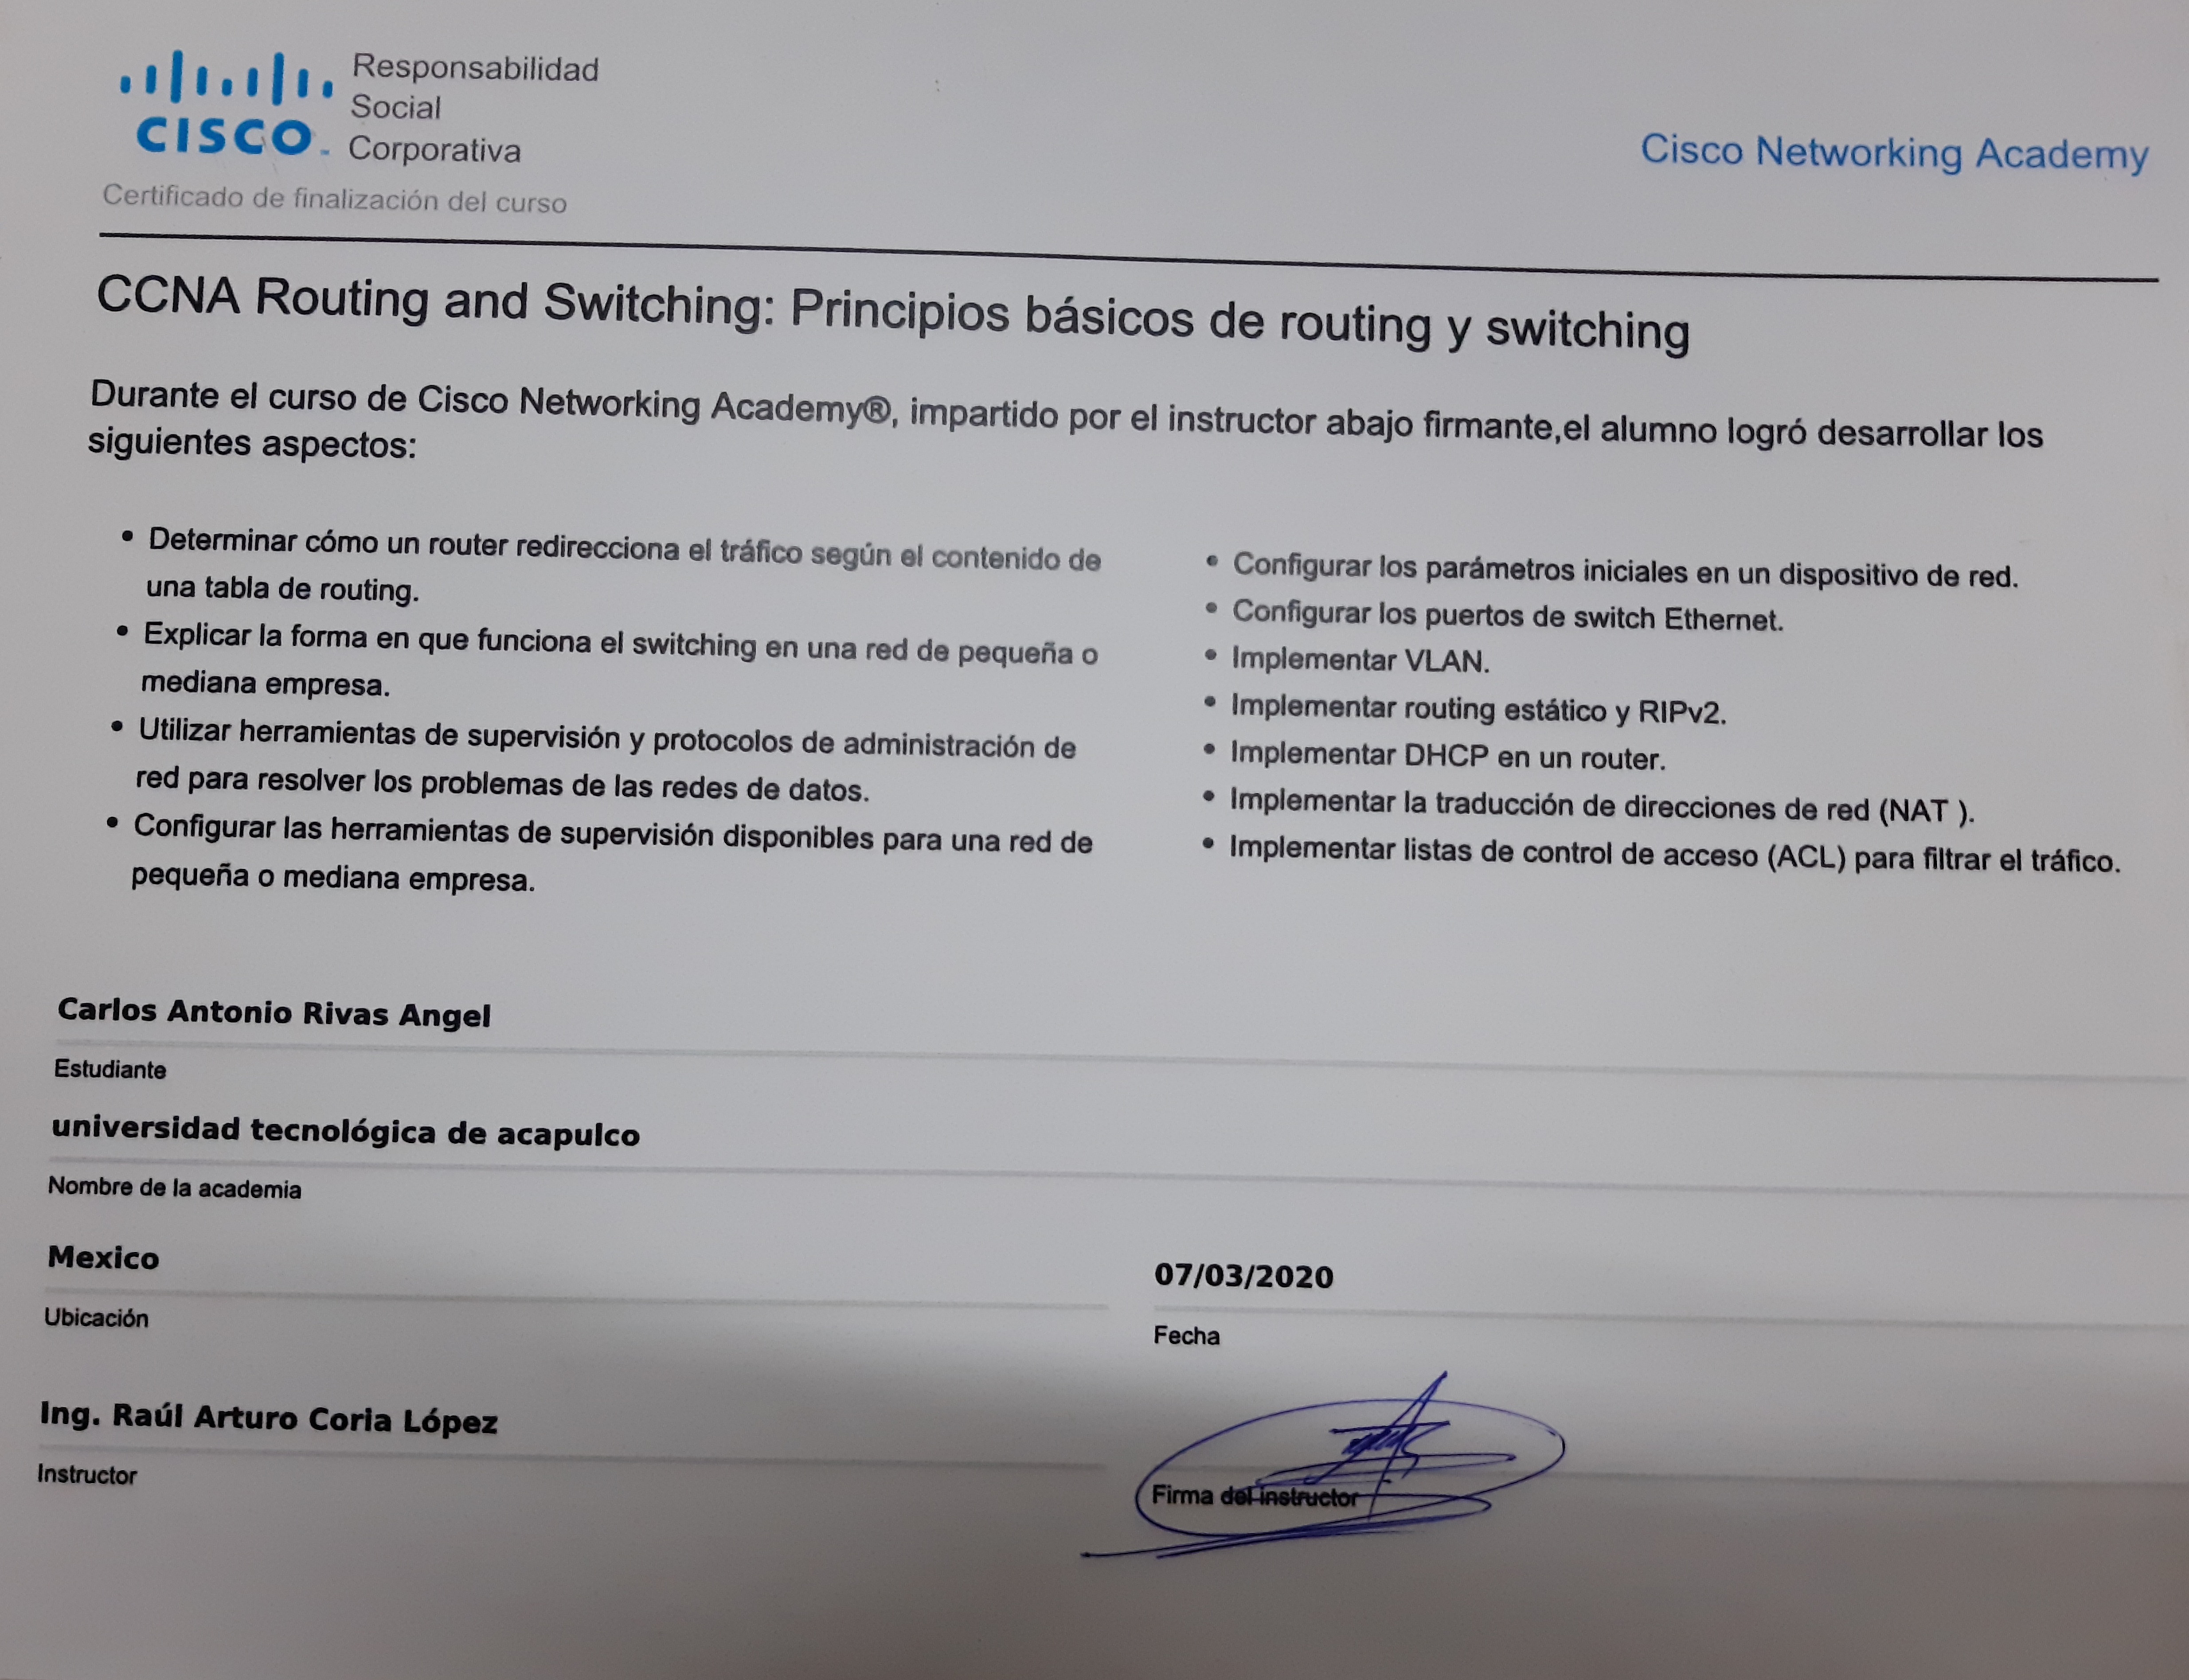 CISCO
Responsabilidad
Social
Corporativa
Cisco Networking Academy
Certificado de finalización del curso
CCNA Routing and Switching: Principios básicos de routing y switching
Durante el curso de Cisco Networking Academy®, impartido por el instructor abajo firmante,el alumno logró desarrollar los
siguientes aspectos:
• Determinar cómo un router redirecciona el tráfico según el contenido de
una tabla de routing.
• Explicar la forma en que funciona el switching en una red de pequeña o
mediana empresa.
• Utilizar herramientas de supervisión y protocolos de administración de
red para resolver los problemas de las redes de datos.
• Configurar las herramientas de supervisión disponibles para una red de
pequeña o mediana empresa.
• Configurar los parámetros iniciales en un dispositivo de red.
• Configurar los puertos de switch Ethernet.
• Implementar VLAN.
• Implementar routing estático y RIPv2.
• Implementar DHCP en un router.
• Implementar la traducción de direcciones de red (NAT ).
• Implementar listas de control de acceso (ACL) para filtrar el tráfico.
Carlos Antonio Rivas Angel
Estudiante
universidad tecnológica de acapulco
Nombre de la academia
Mexico
Ubicación
07/03/2020
Fecha
Ing. Raúl Arturo Coria López
Instructor
Firma del instructor